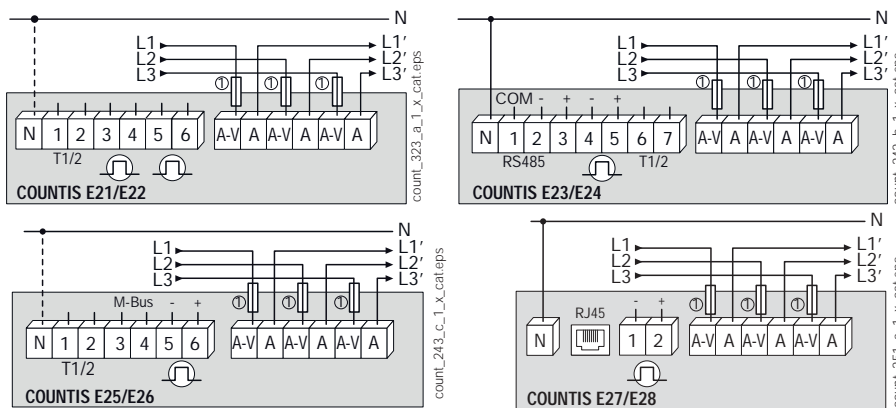 N
L1 L1'
L2 L2'
L3 L3'
① ① ①
N 1 2 3 4 5 6 A-V A A-V A A-V A
T1/2
COUNTIS E21/E22
count_323_a_1_x_cat.eps
N
L1 L1'
L2 L2'
L3 L3'
① ① ①
COM - + - +
N 1 2 3 4 5 6 7 A-V A A-V A A-V A
RS485 T1/2
COUNTIS E23/E24
N
L1 L1'
L2 L2'
L3 L3'
① ① ①
M-Bus - +
N 1 2 3 4 5 6 A-V A A-V A A-V A
T1/2
COUNTIS E25/E26
count_243_c_1_x_cat.eps
N
L1 L1'
L2 L2'
L3 L3'
① ① ①
RJ45 - +
N 1 2 A-V A A-V A A-V A
COUNTIS E27/E28